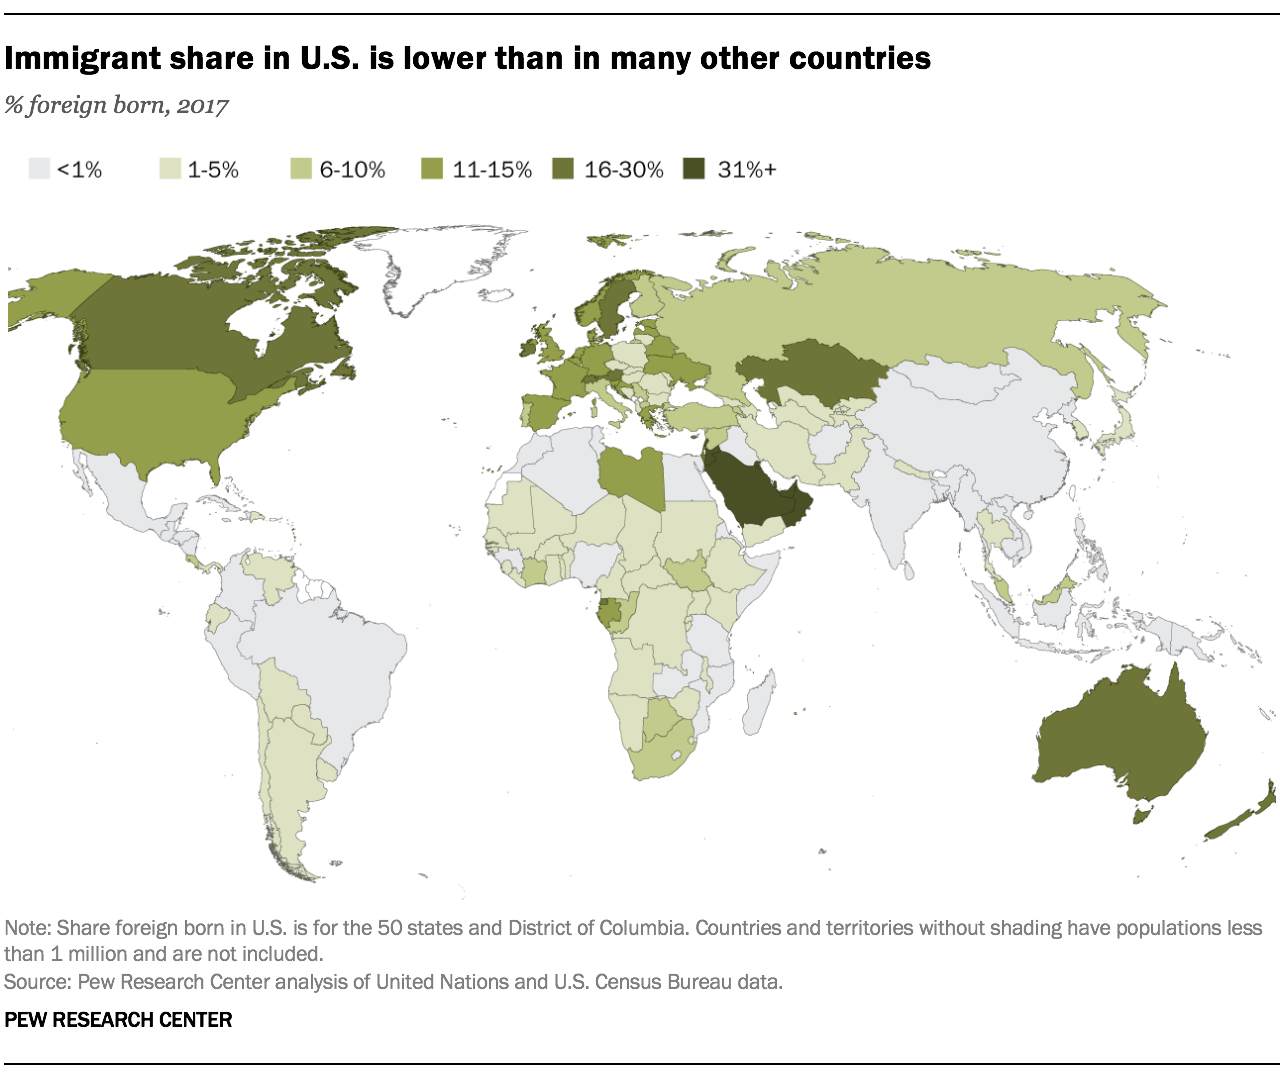 Immigrant share in U.S. is lower than in many other countries
% foreign born, 2017
<1% 1-5% 6-10% 11-15% 16-30% 31%+
Note: Share foreign born in U.S. is for the 50 states and District of Columbia. Countries and territories without shading have populations less
than 1 million and are not included.
Source: Pew Research Center analysis of United Nations and U.S. Census Bureau data.
PEW RESEARCH CENTER